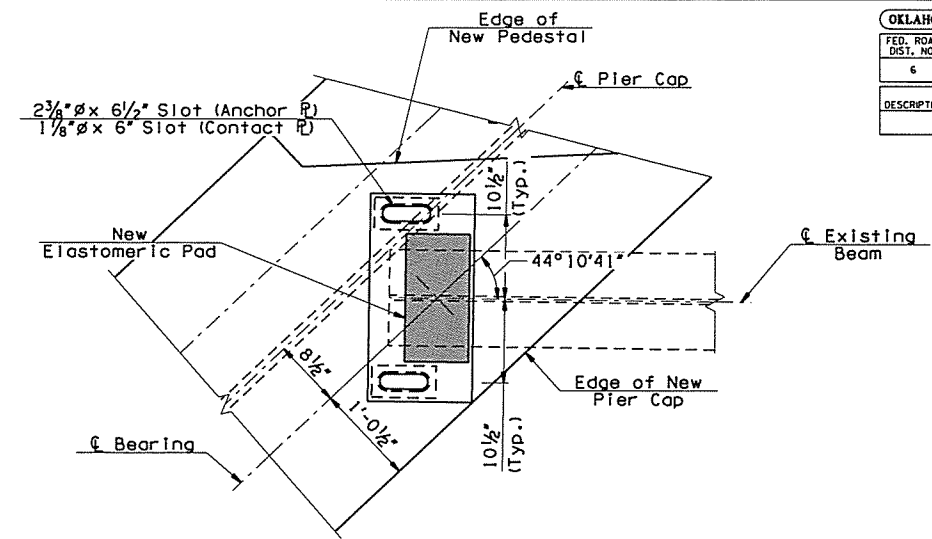 Edge of
New Pedestal
℄ Pier Cap
2⅜"⌀ x 6½" Slot (Anchor ℄)
1⅛"⌀ x 6" Slot (Contact ℄)
10½"
(Typ.)
New
Elastomeric Pad
44°10'41"
℄ Existing
Beam
8½"
1'-0½"
Edge of New
Pier Cap
℄ Bearing
10½"
(Typ.)
FED. ROA
DIST. NO
6